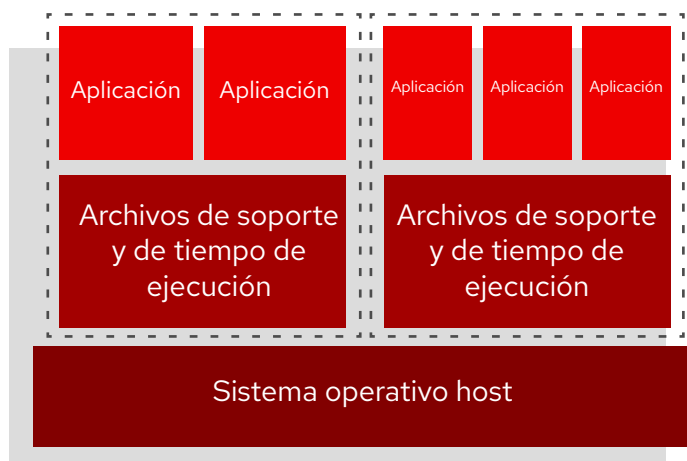 Aplicación
Aplicación
Aplicación
Aplicación
Aplicación
Archivos de soporte
y de tiempo de
ejecución
Archivos de soporte
y de tiempo de
ejecución
Sistema operativo host